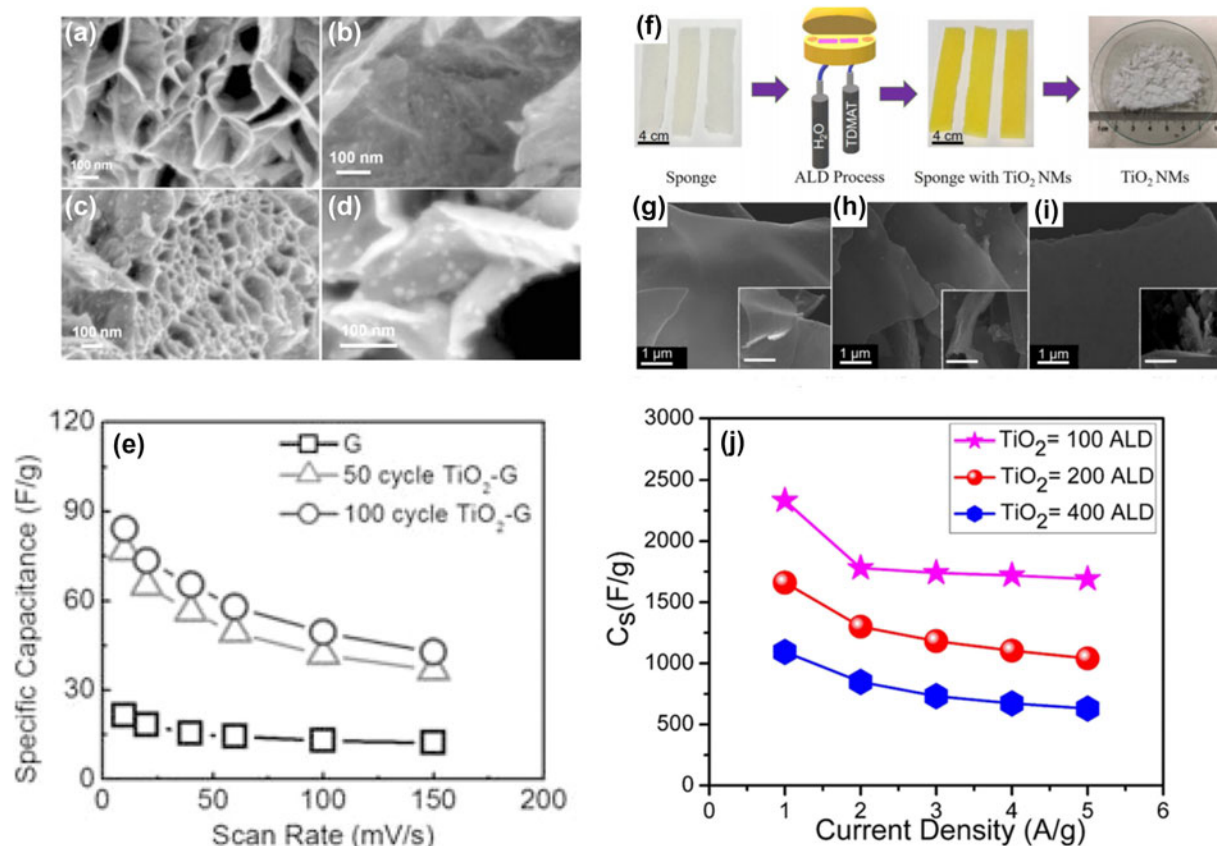 (a)
100 nm
(b)
100 nm
(c)
100 nm
(d)
100 nm
(e)
Specific Capacitance (F/g)
120
90
60
30
0
G
50 cycle TiO₂-G
100 cycle TiO₂-G
0 50 100 150 200
Scan Rate (mV/s)
(f)
4 cm
H₂O
TDMAT
4 cm
Sponge
ALD Process
Sponge with TiO₂ NMs
TiO₂ NMs
(g)
1 μm
(h)
1 μm
(i)
1 μm
(j)
Cs(F/g)
3000
2500
2000
1500
1000
500
0
TiO₂= 100 ALD
TiO₂= 200 ALD
TiO₂= 400 ALD
0 1 2 3 4 5 6
Current Density (A/g)